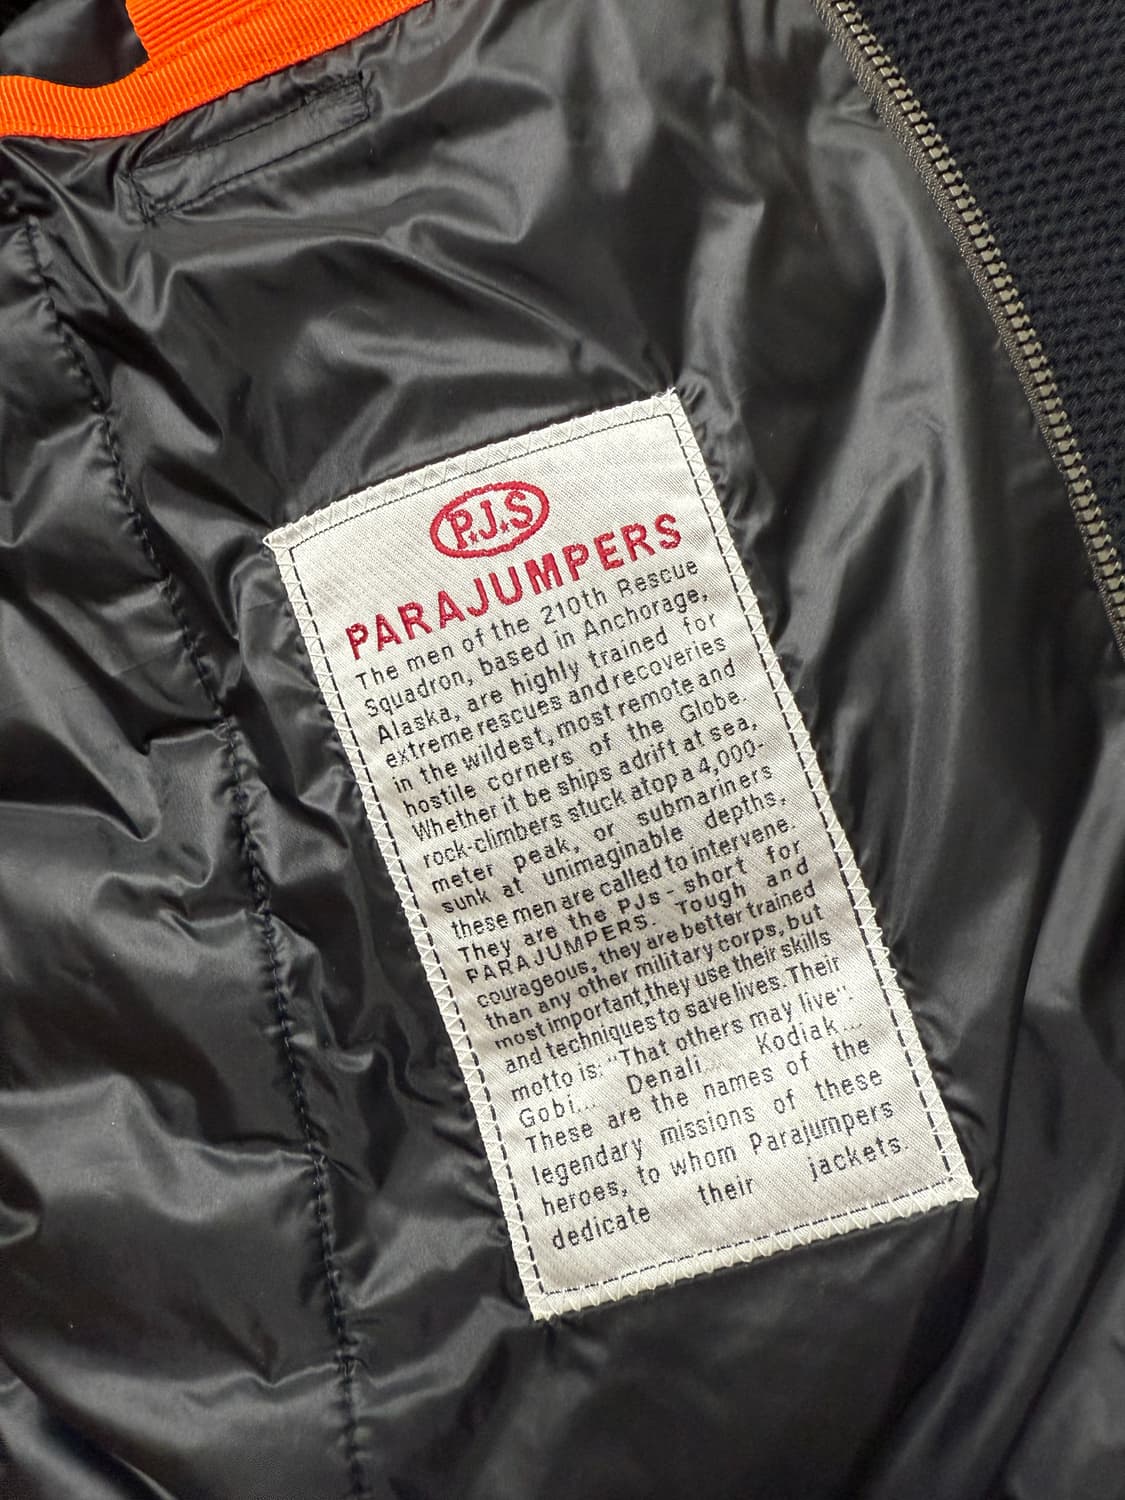 P.J.S
PARAJUMPERS
The men of the 210th Rescue
Squadron, based in Anchorage,
Alaska, are highly trained for
extreme rescues and recoveries
in the wildest, most remote and
hostile corners of the Globe.
Whether it be ships adrift at sea,
rock-climbers stuck atop a 4,000-
meter peak, or submariners
sunk at unimaginable depths,
these men are called to intervene.
They are the PJs - short for
PARAJUMPERS. Tough and
courageous, they are better trained
than any other military corps, but
most important,they use their skills
and techniques to save lives. Their
motto is: "That others may live".
Gobi... Denali... Kodiak...
These are the names of the
legendary missions of these
heroes, to whom Parajumpers
dedicate their jackets.